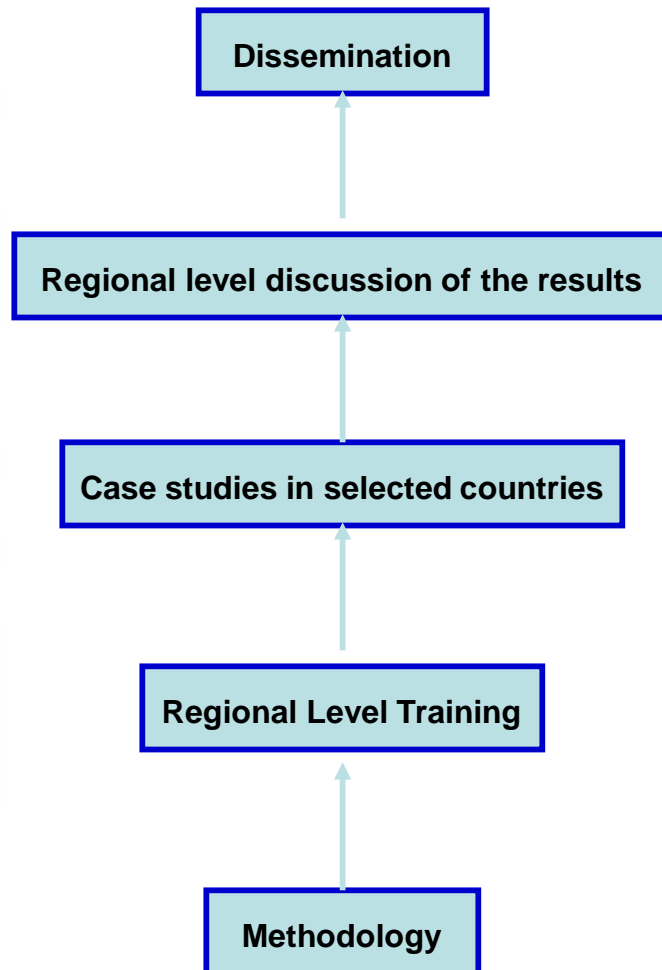 Dissemination
Regional level discussion of the results
Case studies in selected countries
Regional Level Training
Methodology